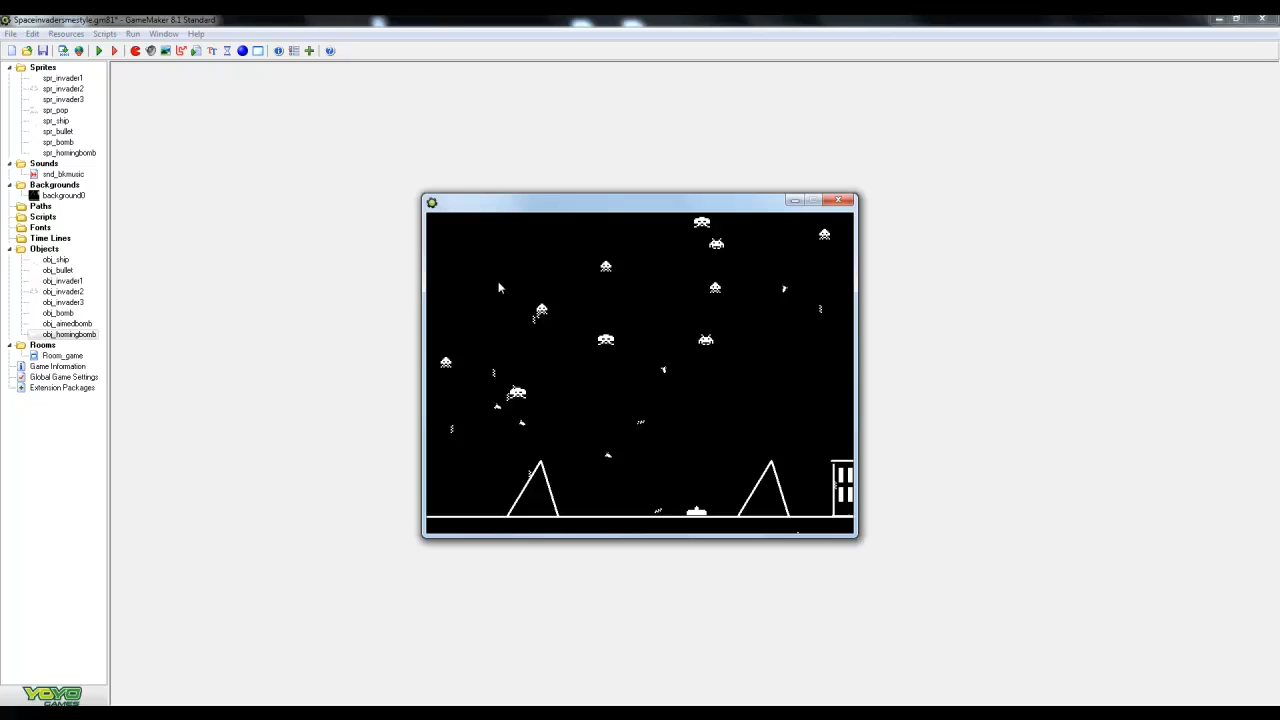 Spaceinvadersmestyle.gm81* - GameMaker 8.1 Standard
File Edit Resources Scripts Run Window Help
Sprites
spr_invader1
spr_invader2
spr_invader3
spr_pop
spr_ship
spr_bullet
spr_bomb
spr_homingbomb
Sounds
snd_bkmusic
Backgrounds
background0
Paths
Scripts
Fonts
Time Lines
Objects
obj_ship
obj_bullet
obj_invader1
obj_invader2
obj_invader3
obj_bomb
obj_aimedbomb
obj_homingbomb
Rooms
Room_game
Game Information
Global Game Settings
Extension Packages
YOYO
GAMES